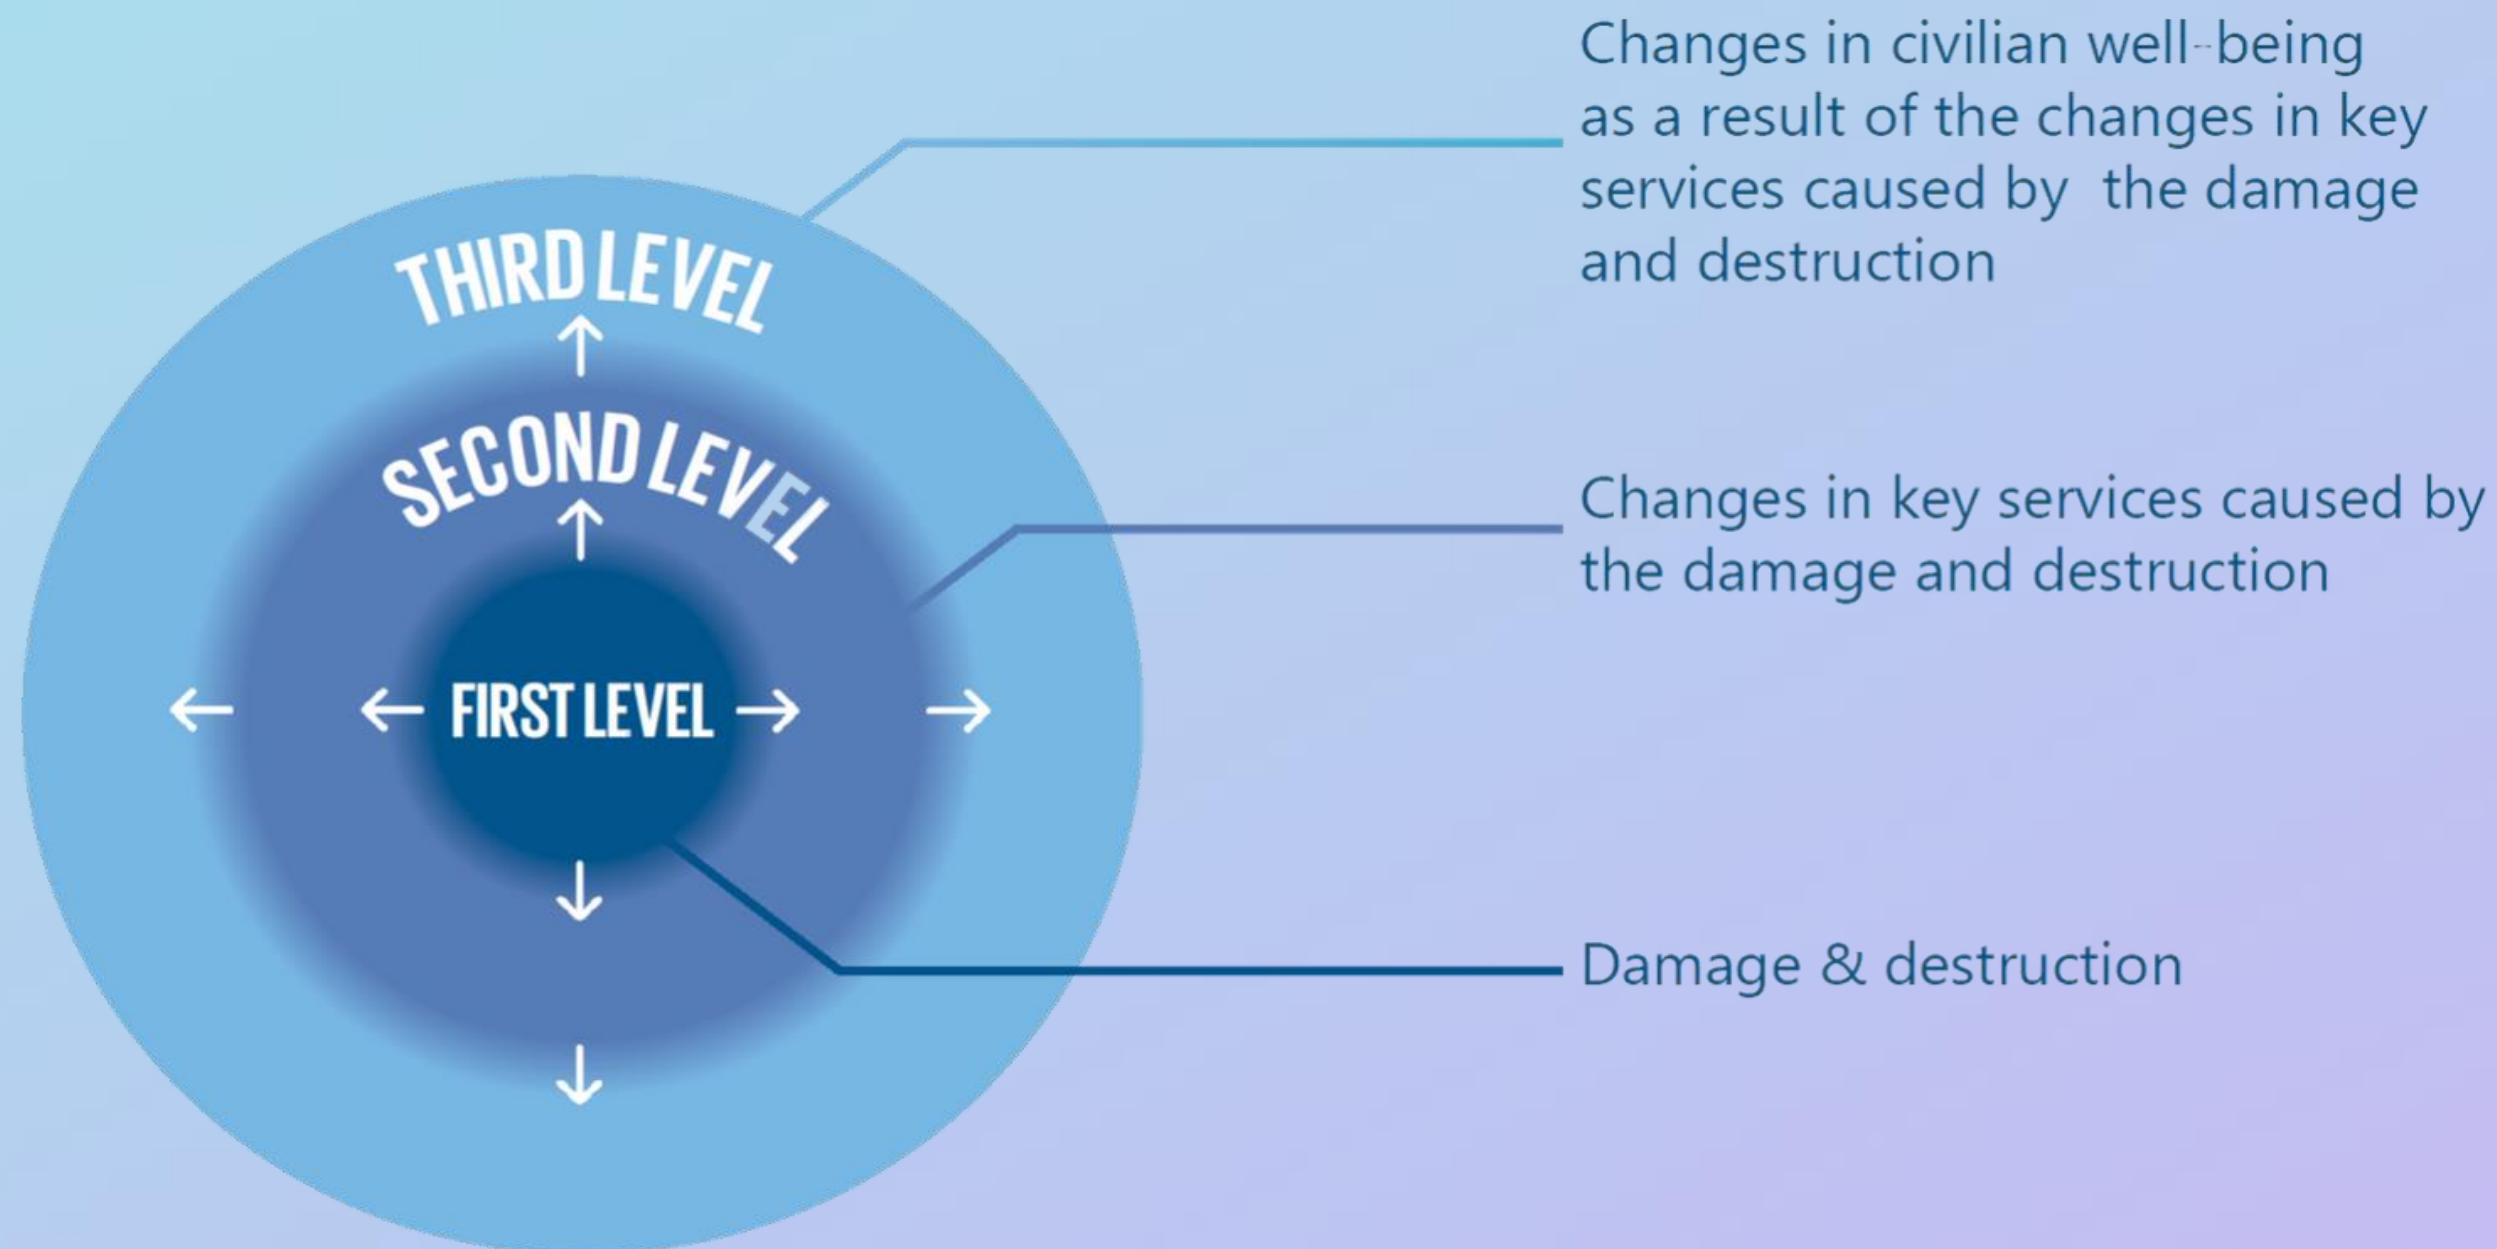 Changes in civilian well--being
as a result of the changes in key
services caused by the damage
and destruction
THIRD LEVEL
SECOND LEVEL
Changes in key services caused by
the damage and destruction
FIRST LEVEL
Damage & destruction